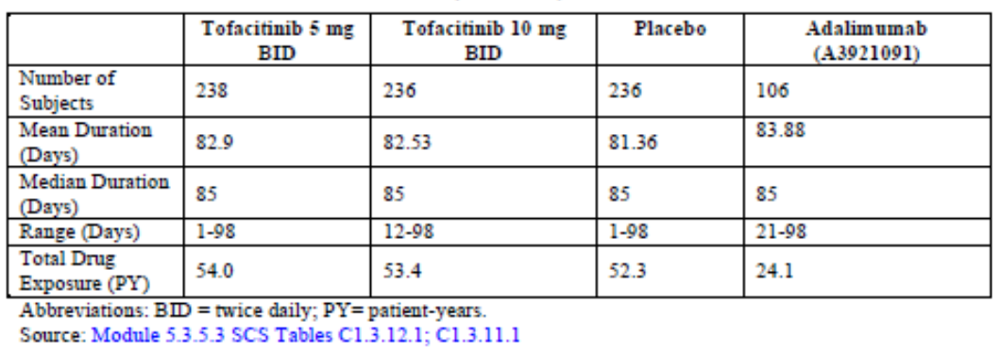 Tofacitinib 5 mg BID Tofacitinib 10 mg BID Placebo Adalimumab (A3921091)
Number of Subjects 238 236 236 106
Mean Duration (Days) 82.9 82.53 81.36 83.88
Median Duration (Days) 85 85 85 85
Range (Days) 1-98 12-98 1-98 21-98
Total Drug Exposure (PY) 54.0 53.4 52.3 24.1
Abbreviations: BID = twice daily; PY= patient-years.
Source: Module 5.3.5.3 SCS Tables C1.3.12.1; C1.3.11.1